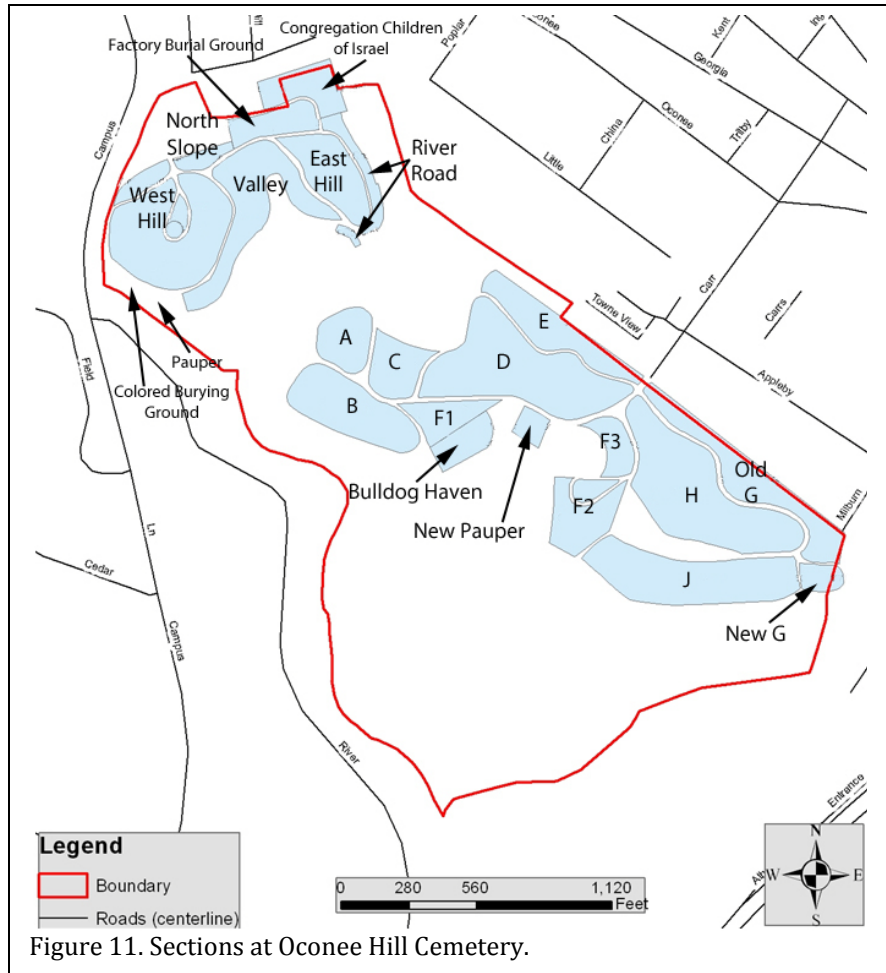 Factory Burial Ground
Congregation Children
of Israel
Poplar
Oconee
Kent
Georgia
Oconee
Trilby
China
Little
Campus
North
Slope
East
Hill
River
Road
Valley
West
Hill
Carr
Towne View
Carrs
Appleby
E
A
C
D
B
F1
F3
Pauper
Field
Colored Burying
Ground
Old
G
H
Bulldog Haven
F2
New Pauper
Milburn
J
Cedar
Ln
New G
Campus
River
Entrance
Legend
Boundary
Roads (centerline)
0 280 560 1,120
Feet
N
W E
S
Figure 11. Sections at Oconee Hill Cemetery.